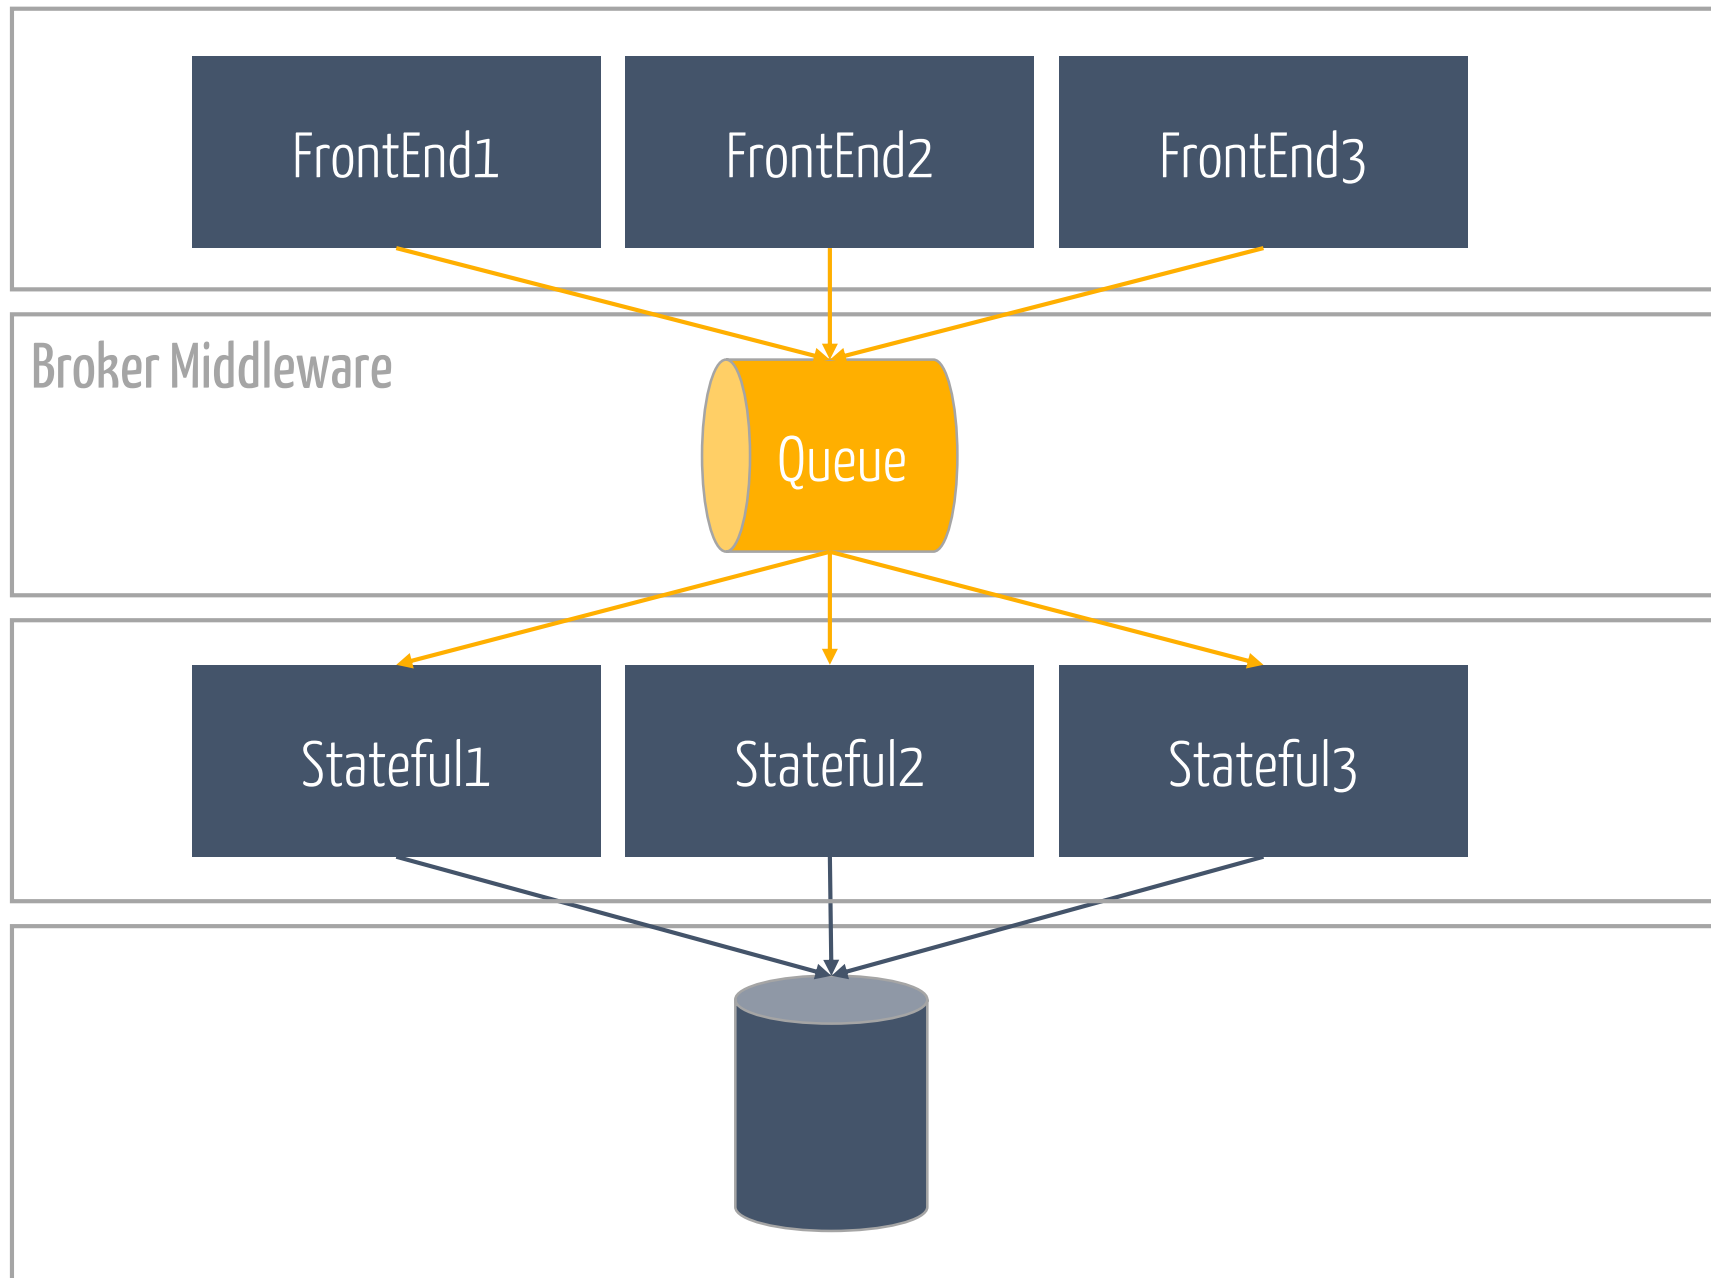 FrontEnd1
FrontEnd2
FrontEnd3
Broker Middleware
Queue
Stateful1
Stateful2
Stateful3